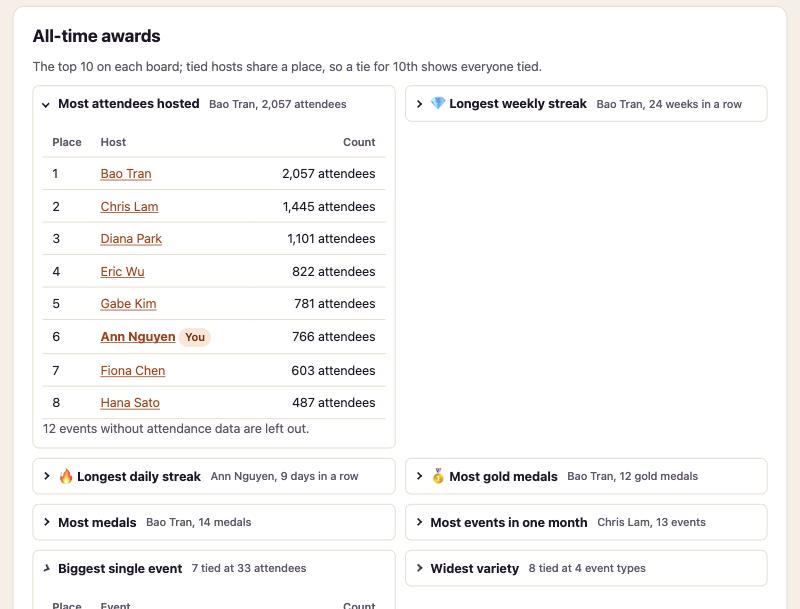 All-time awards
The top 10 on each board; tied hosts share a place, so a tie for 10th shows everyone tied.
Most attendees hosted Bao Tran, 2,057 attendees
Place Host Count
1 Bao Tran 2,057 attendees
2 Chris Lam 1,445 attendees
3 Diana Park 1,101 attendees
4 Eric Wu 822 attendees
5 Gabe Kim 781 attendees
6 Ann Nguyen You 766 attendees
7 Fiona Chen 603 attendees
8 Hana Sato 487 attendees
12 events without attendance data are left out.
💎 Longest weekly streak Bao Tran, 24 weeks in a row
🔥 Longest daily streak Ann Nguyen, 9 days in a row
🥇 Most gold medals Bao Tran, 12 gold medals
Most medals Bao Tran, 14 medals
Most events in one month Chris Lam, 13 events
Biggest single event 7 tied at 33 attendees
Widest variety 8 tied at 4 event types
Place Event Count